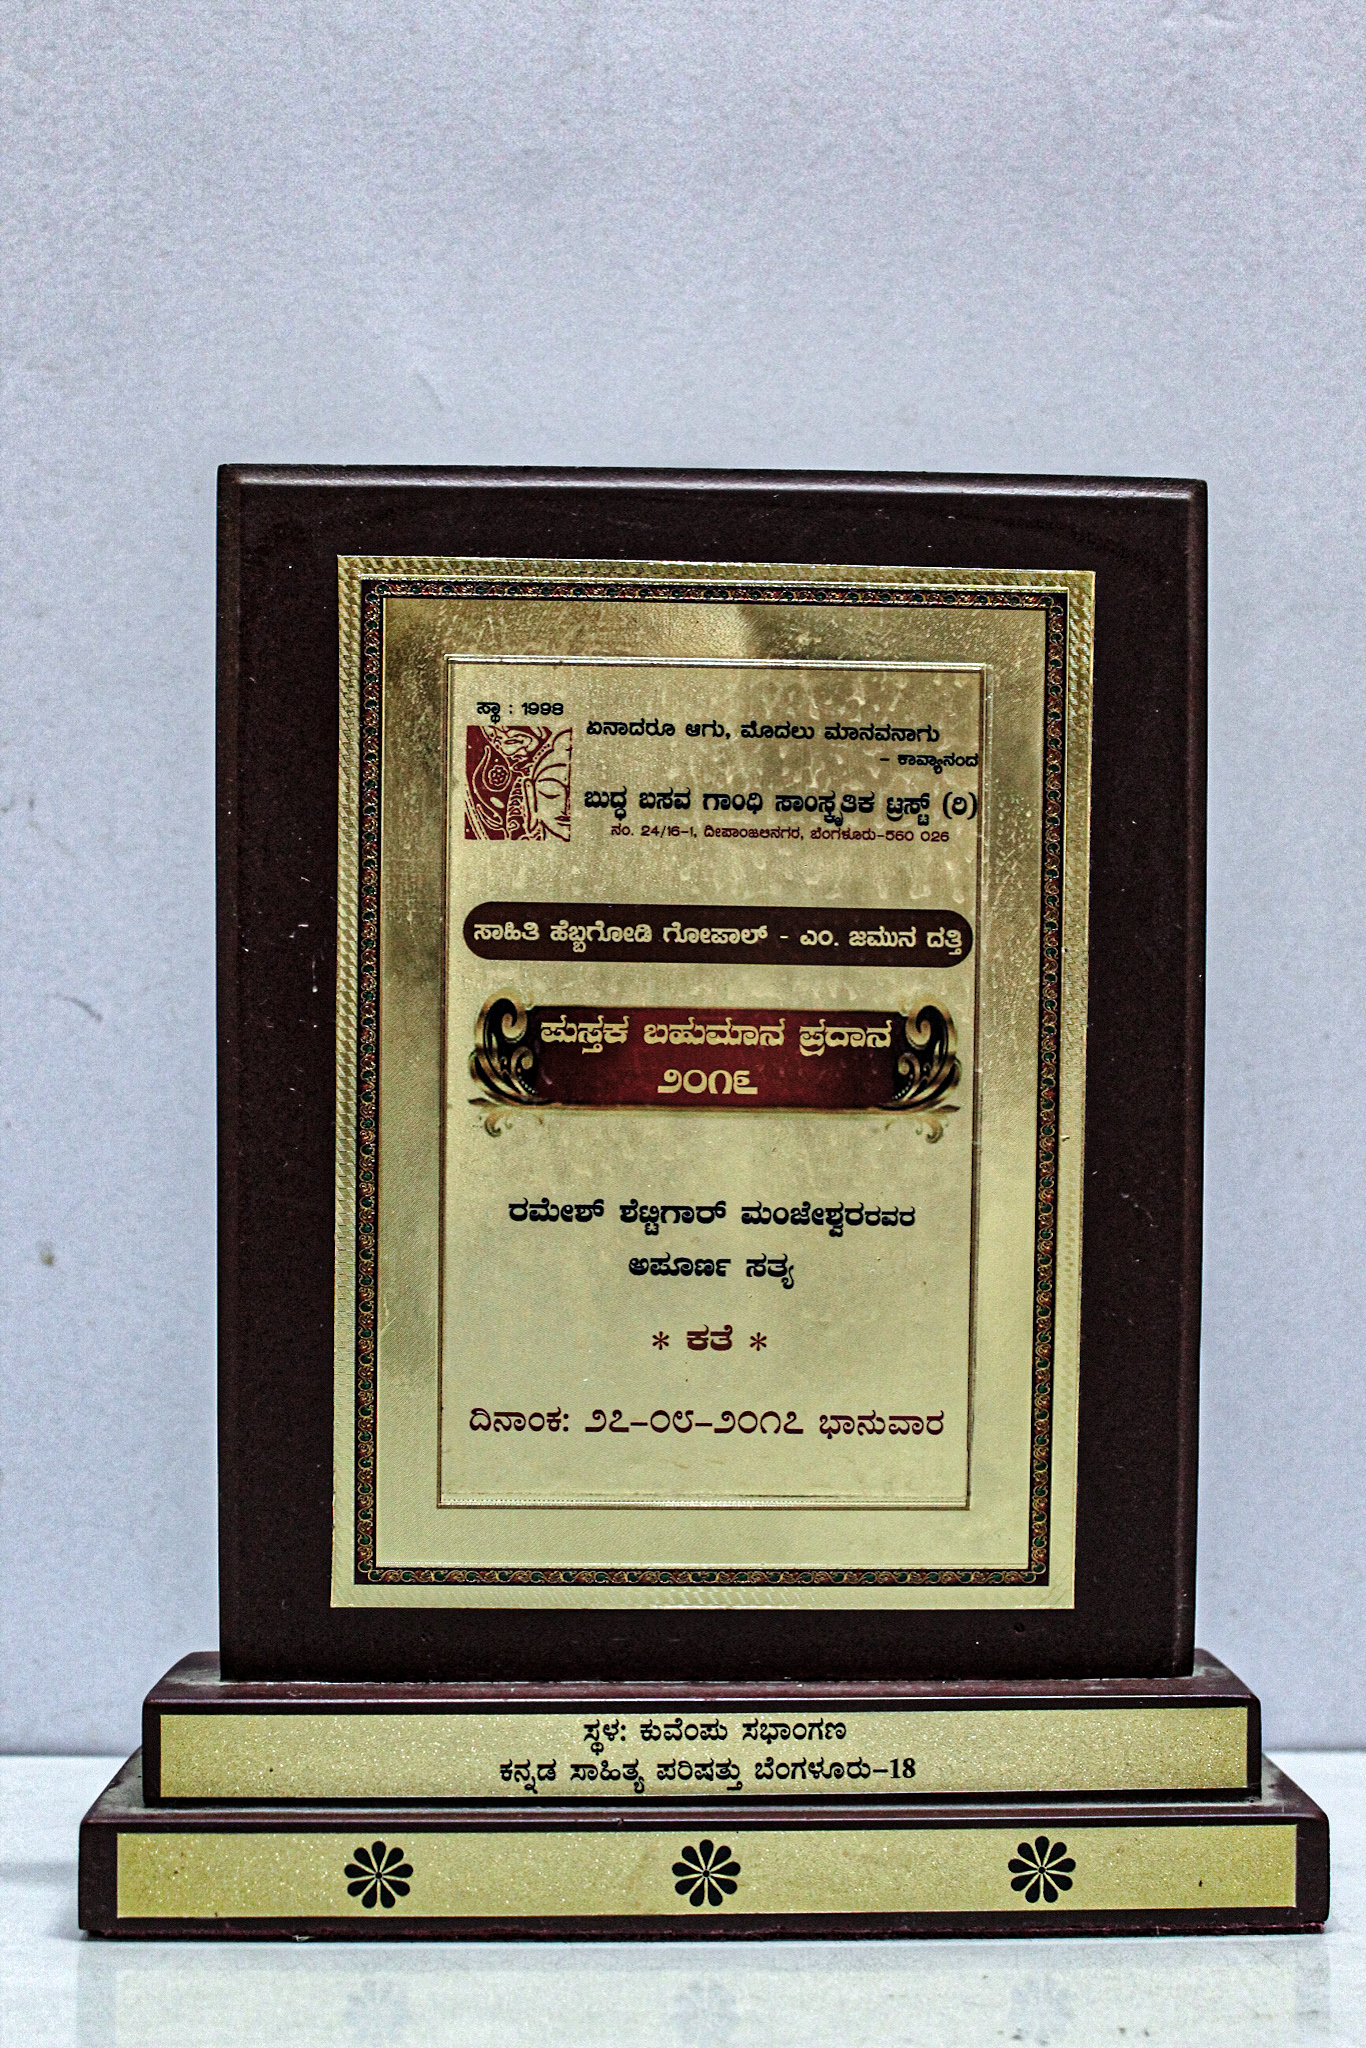 ಸ್ಥಾ : 1998
ಏನಾದರೂ ಆಗು, ಮೊದಲು ಮಾನವನಾಗು
- ಕಾವ್ಯಾನಂದ
ಬುದ್ಧ ಬಸವ ಗಾಂಧಿ ಸಾಂಸ್ಕೃತಿಕ ಟ್ರಸ್ಟ್ (ರಿ)
ನಂ. 24/16-1, ದೀಪಾಂಜಲಿನಗರ, ಬೆಂಗಳೂರು-560 026
ಸಾಹಿತಿ ಹೆಬ್ಬಗೋಡಿ ಗೋಪಾಲ್ - ಎಂ. ಜಮುನ ದತ್ತಿ
ಪುಸ್ತಕ ಬಹುಮಾನ ಪ್ರದಾನ
೨೦೧೬
ರಮೇಶ್ ಶೆಟ್ಟಿಗಾರ್ ಮಂಜೇಶ್ವರರವರ
ಅಪೂರ್ಣ ಸತ್ಯ
* ಕತೆ *
ದಿನಾಂಕ: ೨೭-೦೮-೨೦೧೭ ಭಾನುವಾರ
ಸ್ಥಳ: ಕುವೆಂಪು ಸಭಾಂಗಣ
ಕನ್ನಡ ಸಾಹಿತ್ಯ ಪರಿಷತ್ತು ಬೆಂಗಳೂರು-18